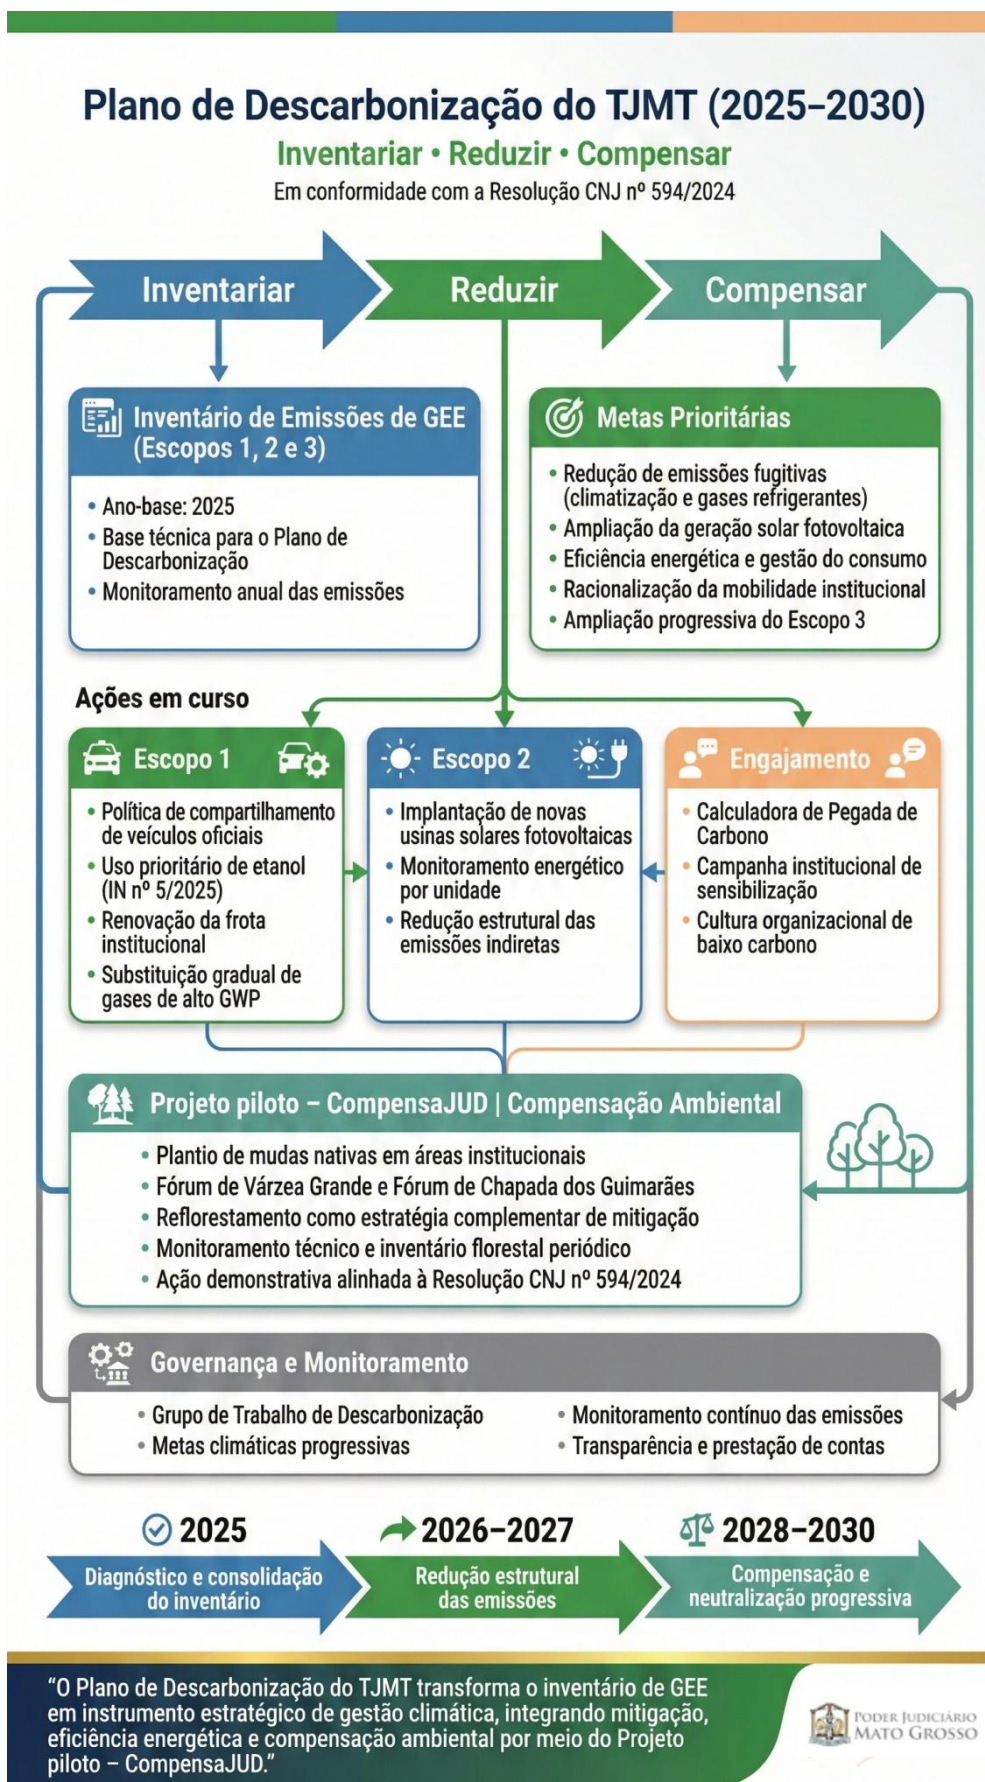 Plano de Descarbonização do TJMT (2025–2030)
Inventariar • Reduzir • Compensar
Em conformidade com a Resolução CNJ nº 594/2024
Inventariar
Reduzir
Compensar
Inventário de Emissões de GEE
(Escopos 1, 2 e 3)
• Ano-base: 2025
• Base técnica para o Plano de
Descarbonização
• Monitoramento anual das emissões
Metas Prioritárias
• Redução de emissões fugitivas
(climatização e gases refrigerantes)
• Ampliação da geração solar fotovoltaica
• Eficiência energética e gestão do consumo
• Racionalização da mobilidade institucional
• Ampliação progressiva do Escopo 3
Ações em curso
Escopo 1
• Política de compartilhamento
de veículos oficiais
• Uso prioritário de etanol
(IN nº 5/2025)
• Renovação da frota
institucional
• Substituição gradual de
gases de alto GWP
Escopo 2
• Implantação de novas
usinas solares fotovoltaicas
• Monitoramento energético
por unidade
• Redução estrutural das
emissões indiretas
Engajamento
• Calculadora de Pegada de
Carbono
• Campanha institucional de
sensibilização
• Cultura organizacional de
baixo carbono
Projeto piloto – CompensaJUD | Compensação Ambiental
• Plantio de mudas nativas em áreas institucionais
• Fórum de Várzea Grande e Fórum de Chapada dos Guimarães
• Reflorestamento como estratégia complementar de mitigação
• Monitoramento técnico e inventário florestal periódico
• Ação demonstrativa alinhada à Resolução CNJ nº 594/2024
Governança e Monitoramento
• Grupo de Trabalho de Descarbonização
• Metas climáticas progressivas
• Monitoramento contínuo das emissões
• Transparência e prestação de contas
2025
Diagnóstico e consolidação
do inventário
2026–2027
Redução estrutural
das emissões
2028–2030
Compensação e
neutralização progressiva
“O Plano de Descarbonização do TJMT transforma o inventário de GEE
em instrumento estratégico de gestão climática, integrando mitigação,
eficiência energética e compensação ambiental por meio do Projeto
piloto – CompensaJUD.”
PODER JUDICIÁRIO
MATO GROSSO